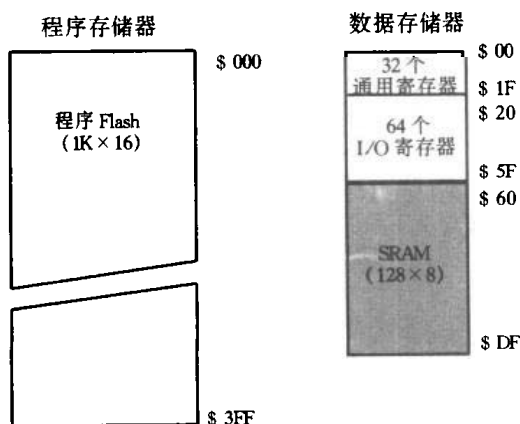 程序存储器
$ 000
程序 Flash
(1K×16)
$ 3FF
数据存储器
$ 00
32 个
通用寄存器
$ 1F
$ 20
64 个
I/O 寄存器
$ 5F
$ 60
SRAM
(128×8)
$ DF